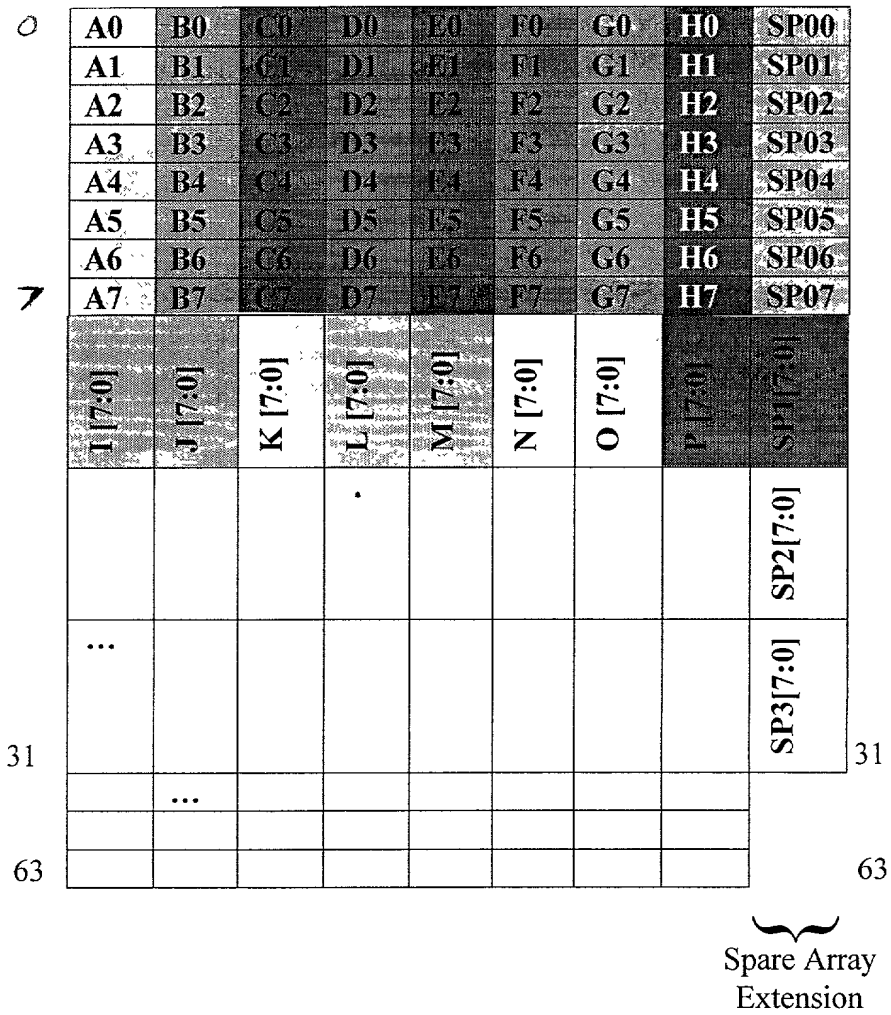 0 A0 B0 C0 D0 E0 F0 G0 H0 SP00
A1 B1 C1 D1 E1 F1 G1 H1 SP01
A2 B2 C2 D2 E2 F2 G2 H2 SP02
A3 B3 C3 D3 E3 F3 G3 H3 SP03
A4 B4 C4 D4 E4 F4 G4 H4 SP04
A5 B5 C5 D5 E5 F5 G5 H5 SP05
A6 B6 C6 D6 E6 F6 G6 H6 SP06
7 A7 B7 C7 D7 E7 F7 G7 H7 SP07
I [7:0] J [7:0] K [7:0] L [7:0] M [7:0] N [7:0] O [7:0] P [7:0] SP1[7:0]
SP2[7:0]
... SP3[7:0]
31 31
...
63 63
Spare Array
Extension